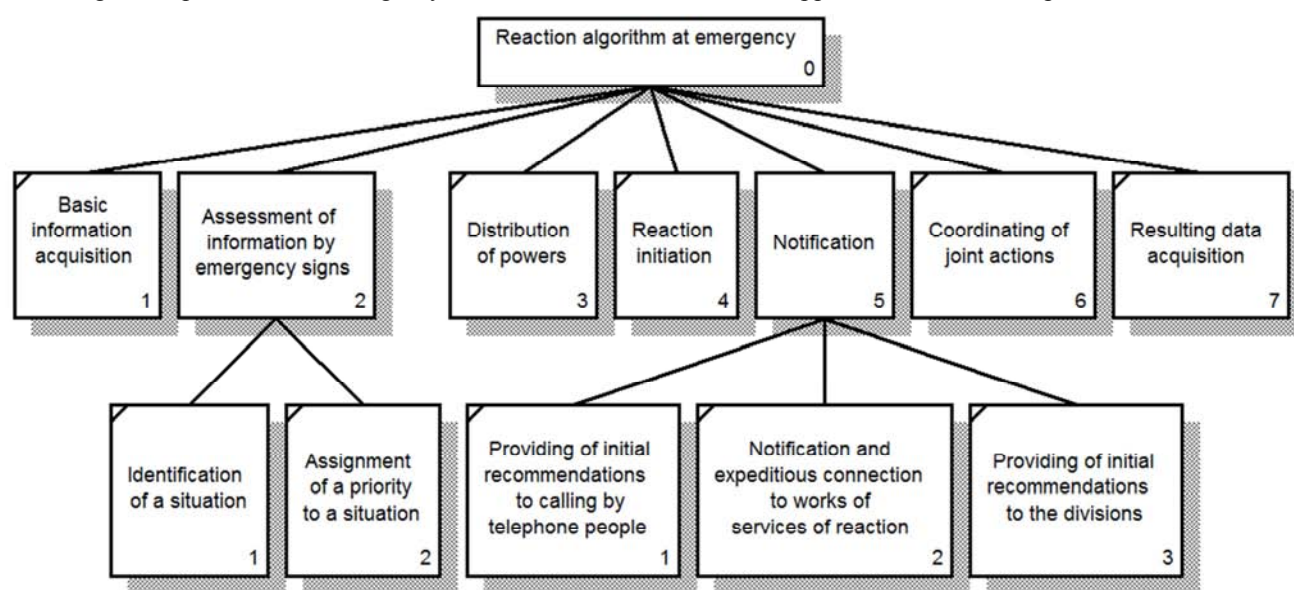 Reaction algorithm at emergency
0
Basic
information
acquisition
1
Assessment of
information by
emergency signs
2
Distribution
of powers
3
Reaction
initiation
4
Notification
5
Coordinating of
joint actions
6
Resulting data
acquisition
7
Identification
of a situation
1
Assignment
of a priority
to a situation
2
Providing of initial
recommendations
to calling by
telephone people
1
Notification and
expeditious connection
to works of
services of reaction
2
Providing of initial
recommendations
to the divisions
3